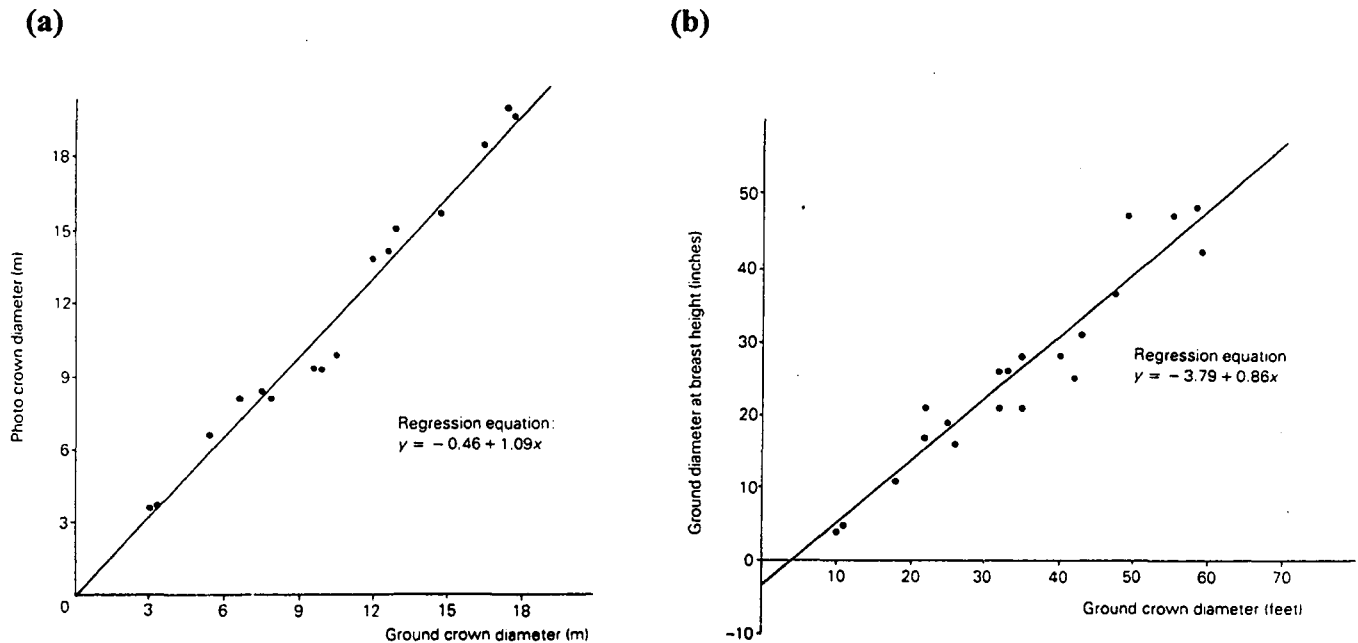 (a)
Photo crown diameter (m)
18
15
12
9
6
3
0
3 6 9 12 15 18
Ground crown diameter (m)
Regression equation:
y = −0.46 + 1.09x
(b)
Ground diameter at breast height (inches)
50
40
30
20
10
0
−10
10 20 30 40 50 60 70
Ground crown diameter (feet)
Regression equation
y = −3.79 + 0.86x